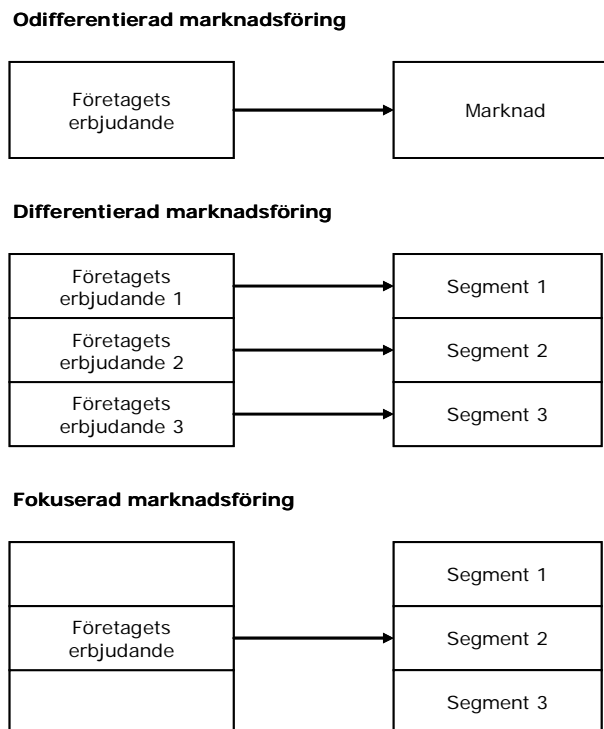 Odifferentierad marknadsföring
Företagets
erbjudande
Marknad
Differentierad marknadsföring
Företagets
erbjudande 1
Segment 1
Företagets
erbjudande 2
Segment 2
Företagets
erbjudande 3
Segment 3
Fokuserad marknadsföring
Segment 1
Företagets
erbjudande
Segment 2
Segment 3